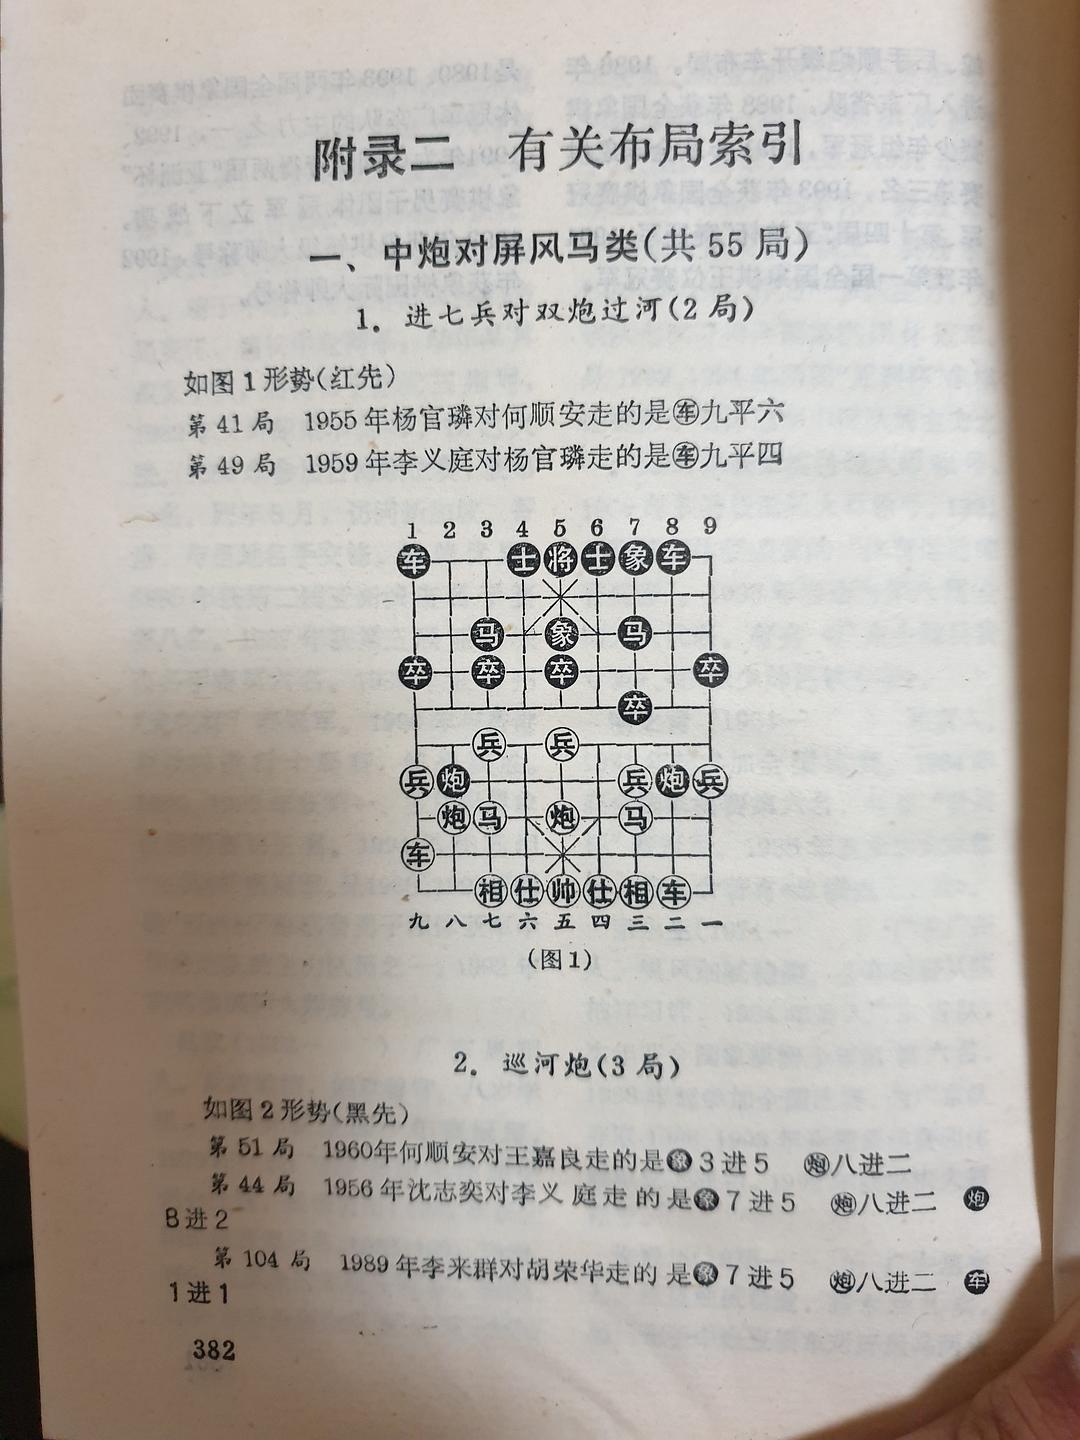 附录二　有关布局索引
一、中炮对屏风马类(共 55 局)
1. 进七兵对双炮过河(2 局)
如图 1 形势(红先)
第 41 局　1955 年杨官璘对何顺安走的是㊋车九平六
第 49 局　1959 年李义庭对杨官璘走的是车九平四
1 2 3 4 5 6 7 8 9
车 士 将 士 象 车
马 象 马
卒 卒 卒 卒
卒
兵 兵
兵 炮 兵 炮 兵
炮 马 炮 马
车
相 仕 帅 仕 相 车
九 八 七 六 五 四 三 二 一
(图 1)
2. 巡河炮(3 局)
如图 2 形势(黑先)
第 51 局　1960年何顺安对王嘉良走的是象3进5　炮八进二
第 44 局　1956 年沈志奕对李义庭走的是象7进5　炮八进二　炮
8进2
第 104 局　1989 年李来群对胡荣华走的是象7进5　炮八进二　车
1进1
382